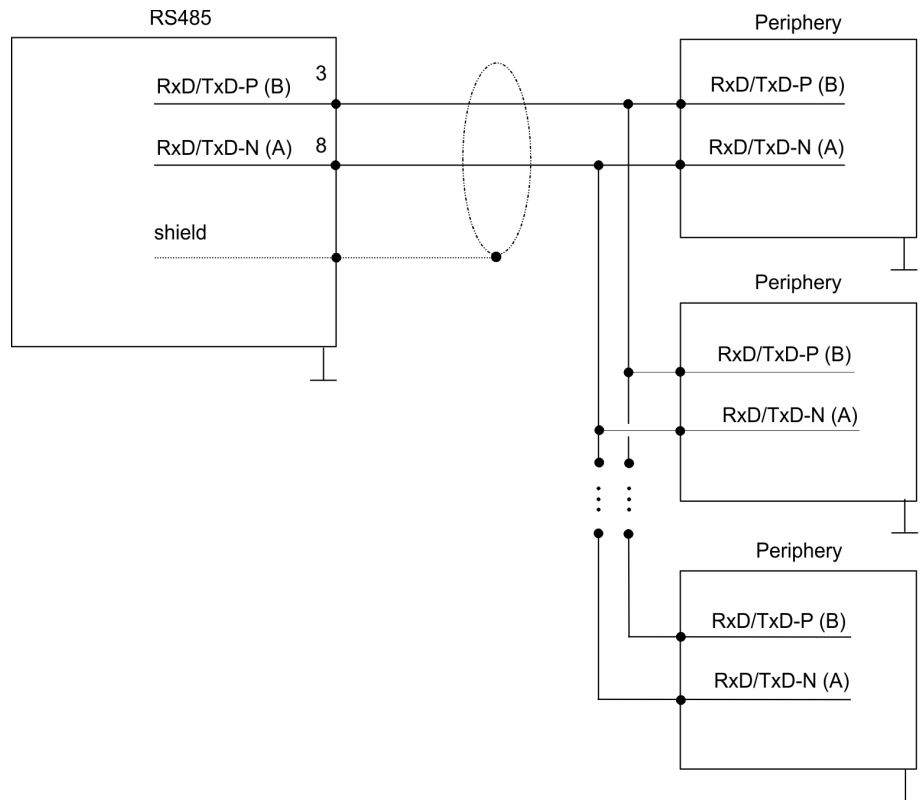 RS485
RxD/TxD-P (B)
3
RxD/TxD-N (A)
8
shield
Periphery
RxD/TxD-P (B)
RxD/TxD-N (A)
Periphery
RxD/TxD-P (B)
RxD/TxD-N (A)
Periphery
RxD/TxD-P (B)
RxD/TxD-N (A)